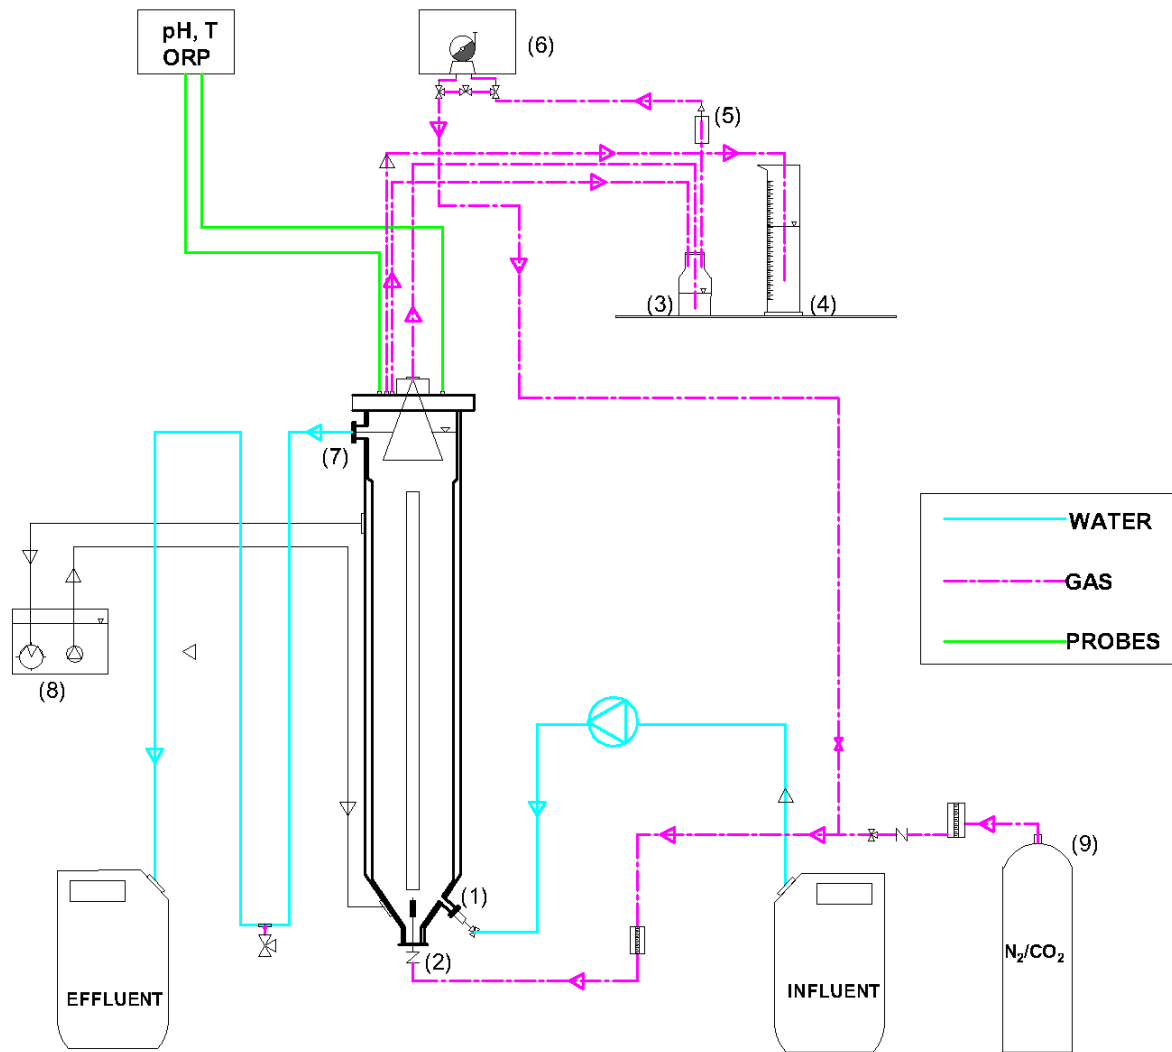 pH, T
ORP
(6)
(5)
(3)
(4)
(7)
WATER
GAS
PROBES
(8)
(9)
(1)
(2)
N₂/CO₂
EFFLUENT
INFLUENT